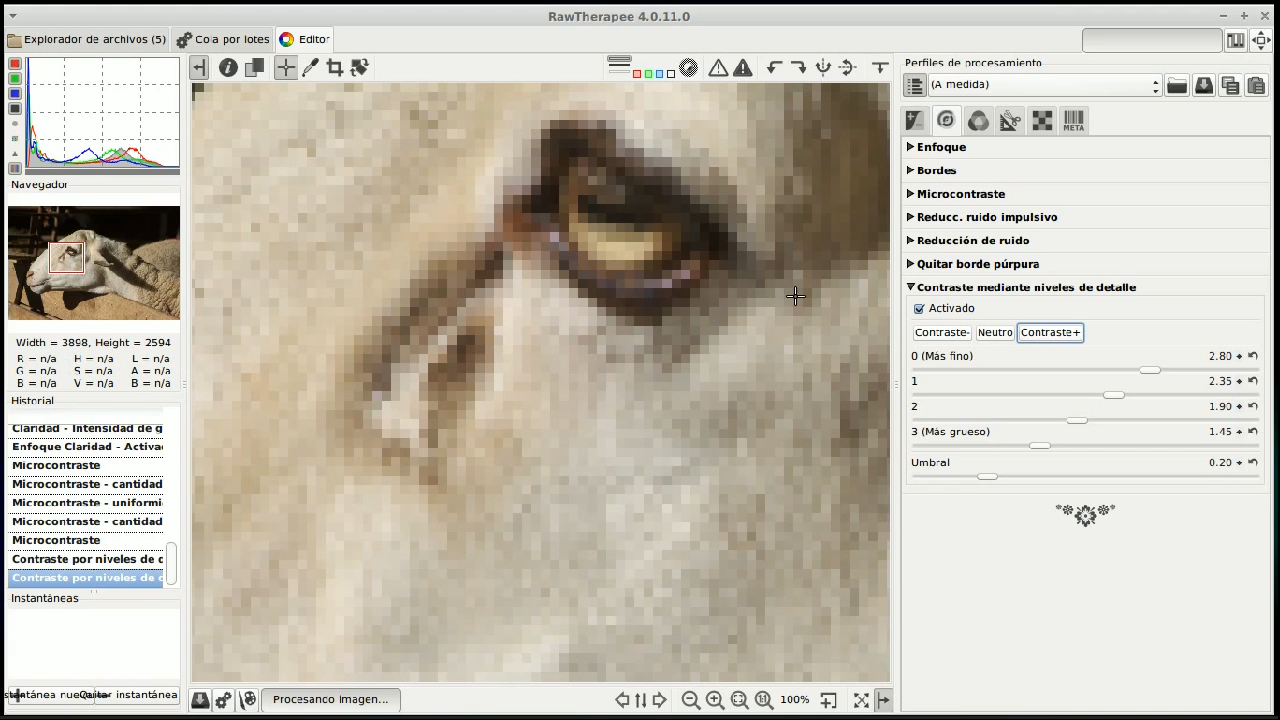 RawTherapee 4.0.11.0
Explorador de archivos (5)
Cola por lotes
Editor
Navegador
Width = 3898, Height = 2594
R = n/a H = n/a L = n/a
G = n/a S = n/a A = n/a
B = n/a V = n/a B = n/a
Historial
Claridad - Intensidad de g
Enfoque Claridad - Activa
Microcontraste
Microcontraste - cantidad
Microcontraste - uniformi
Microcontraste - cantidad
Microcontraste
Contraste por niveles de d
Contraste por niveles de d
Instantáneas
Quitar instantánea
Procesando imagen...
100%
Perfiles de procesamiento
(A medida)
META
Enfoque
Bordes
Microcontraste
Reducc. ruido impulsivo
Reducción de ruido
Quitar borde púrpura
Contraste mediante niveles de detalle
Activado
Contraste- Neutro Contraste+
0 (Más fino) 2.80
1 2.35
2 1.90
3 (Más grueso) 1.45
Umbral 0.20